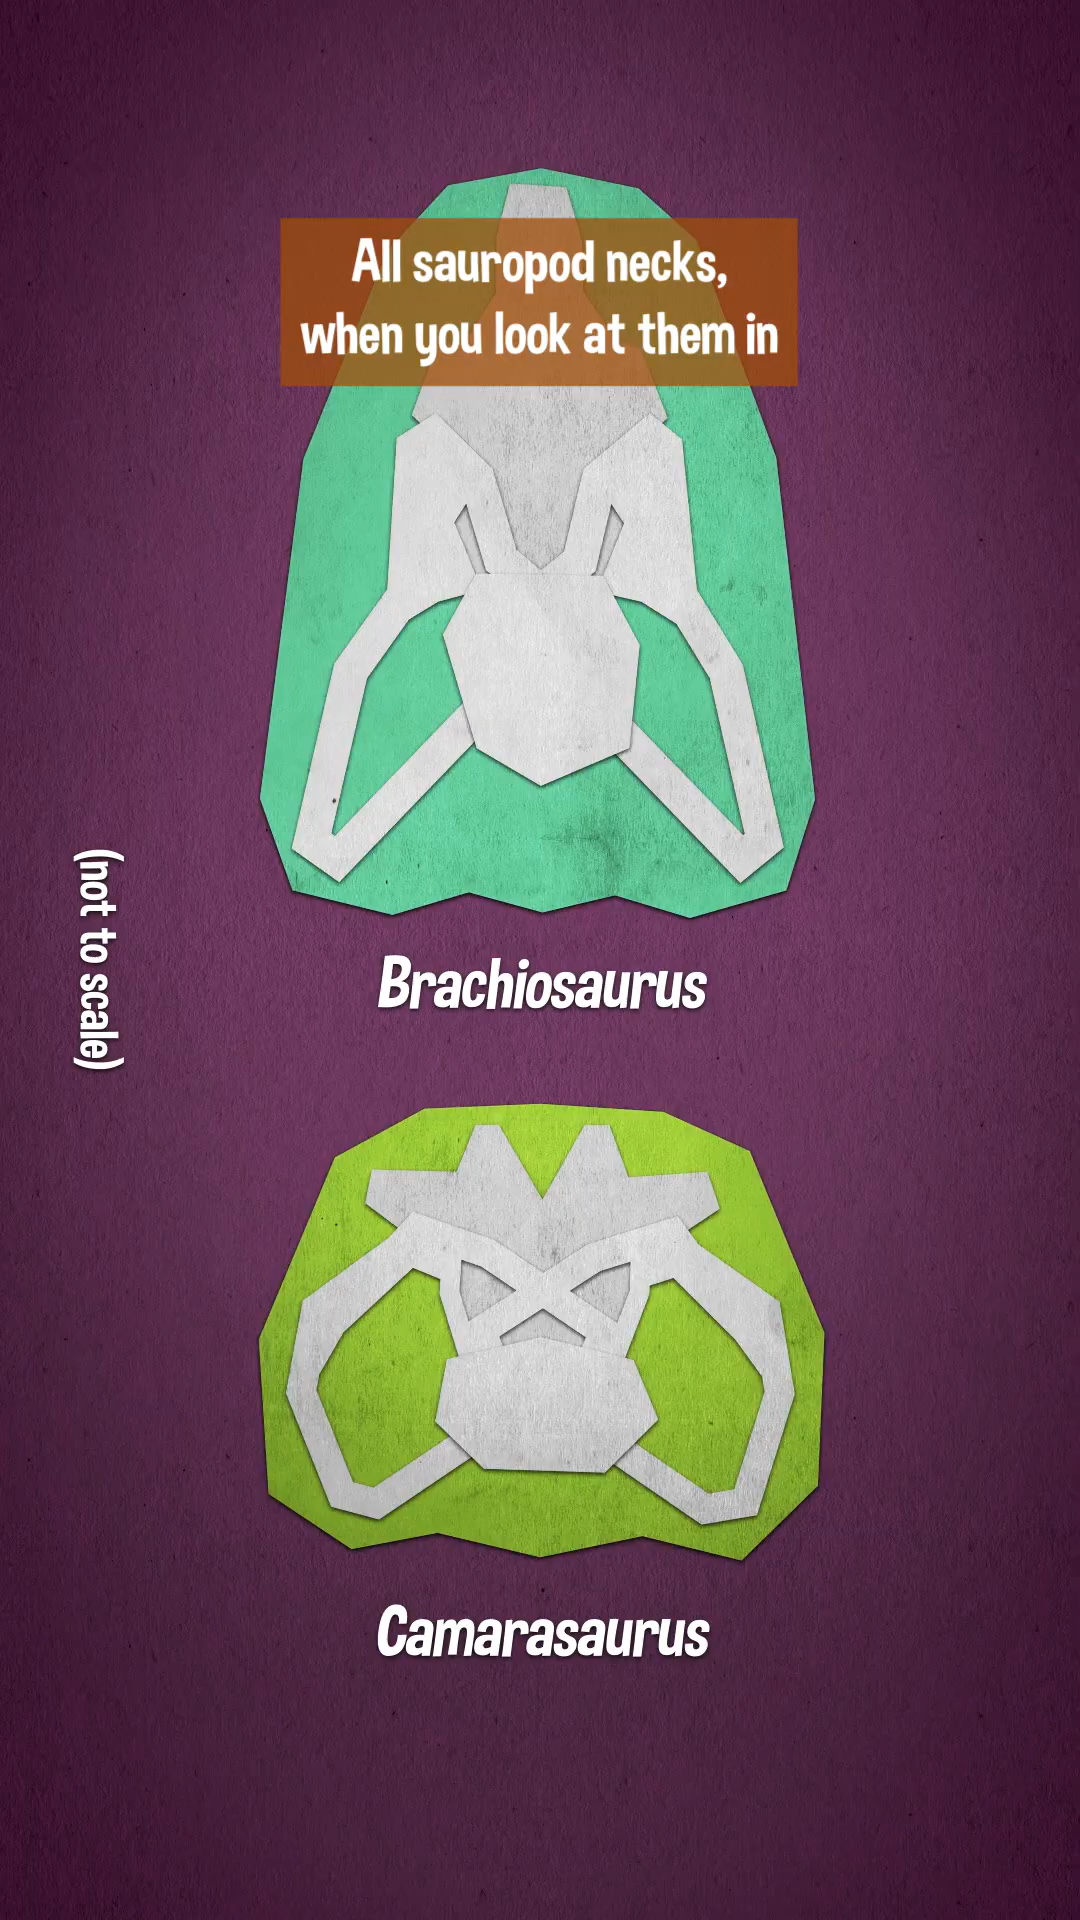 All sauropod necks,
when you look at them in
(not to scale)
Brachiosaurus
Camarasaurus